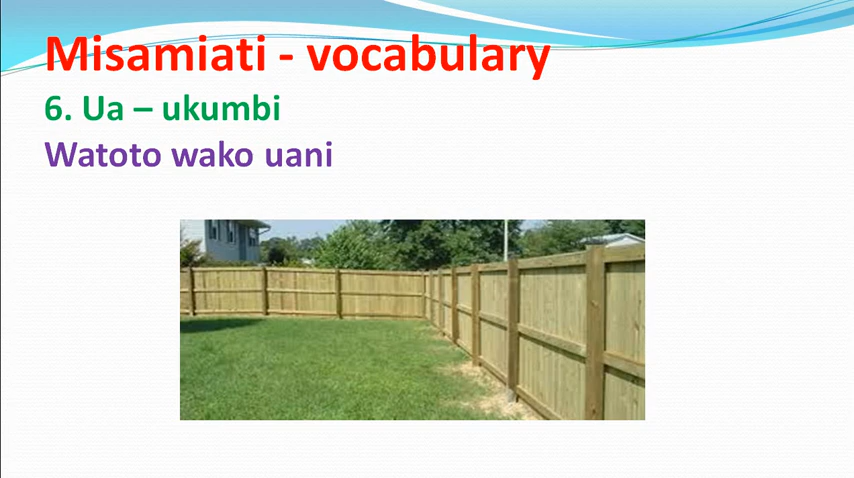 Misamiati - vocabulary
6. Ua – ukumbi
Watoto wako uani